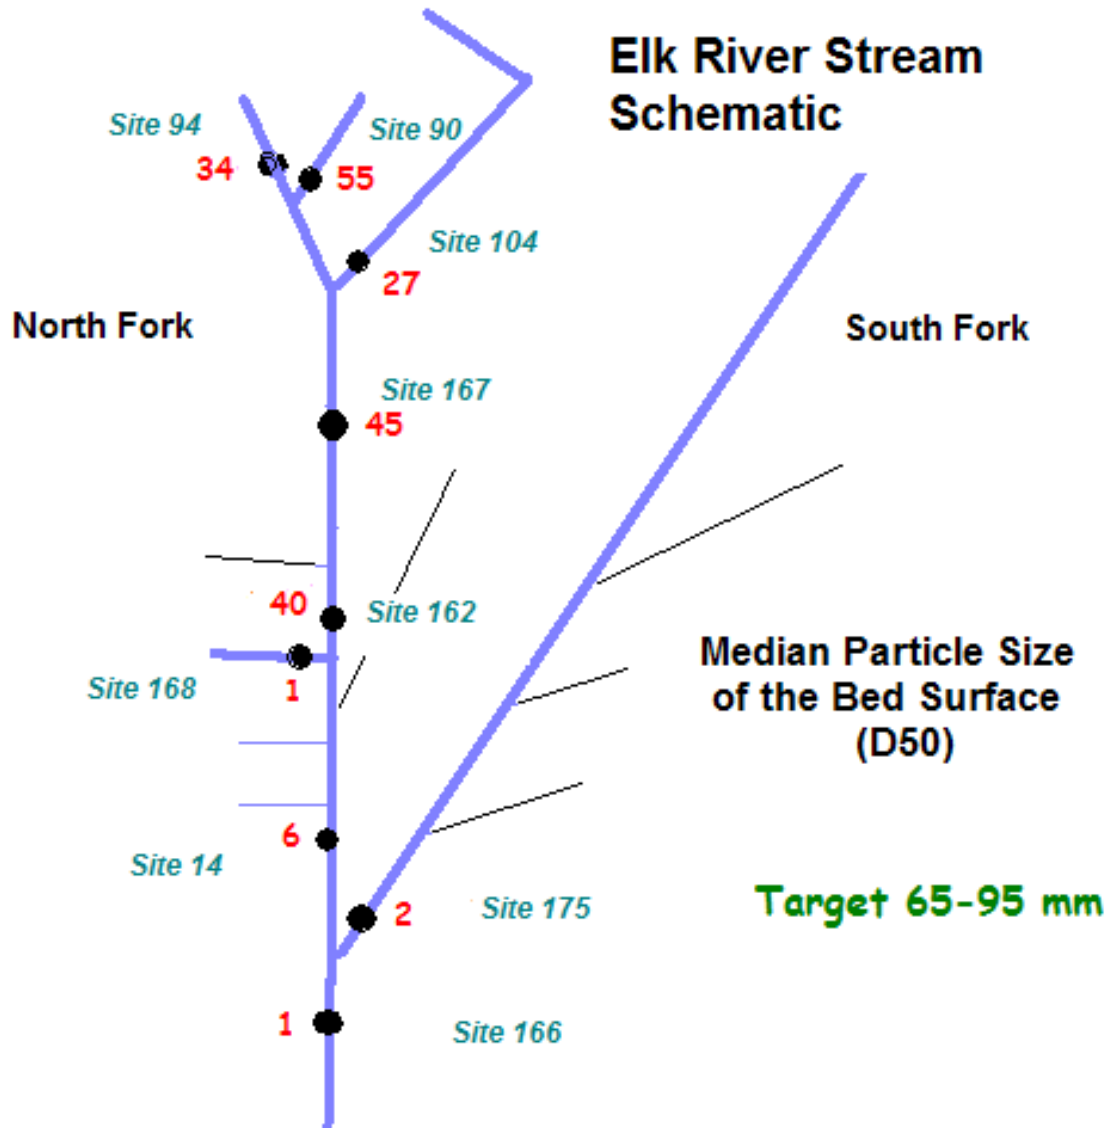 Elk River Stream
Schematic
Site 94
Site 90
34
55
Site 104
27
North Fork
South Fork
Site 167
45
40
Site 162
Site 168
1
Median Particle Size
of the Bed Surface
(D50)
6
Site 14
2
Site 175
Target 65-95 mm
1
Site 166